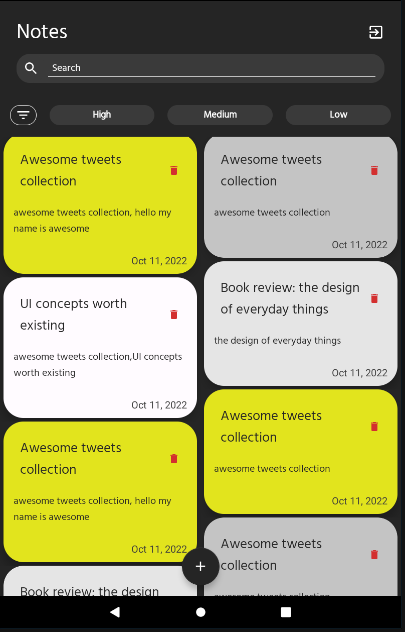 Notes
Search
High
Medium
Low
Awesome tweets
collection
awesome tweets collection, hello my
name is awesome
Oct 11, 2022
UI concepts worth
existing
awesome tweets collection,UI concepts
worth existing
Oct 11, 2022
Awesome tweets
collection
awesome tweets collection, hello my
name is awesome
Oct 11, 2022
Book review: the design
Awesome tweets
collection
awesome tweets collection
Oct 11, 2022
Book review: the design
of everyday things
the design of everyday things
Oct 11, 2022
Awesome tweets
collection
awesome tweets collection
Oct 11, 2022
Awesome tweets
collection
awesome tweets collection